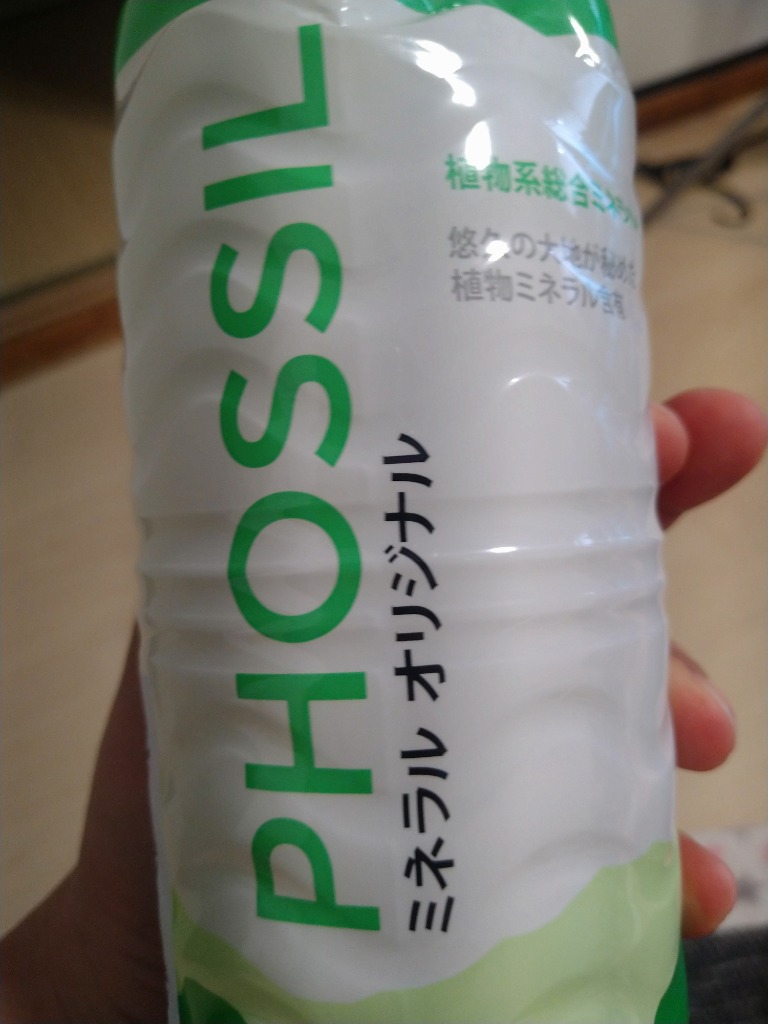 PHOSSIL
ミネラル オリジナル
植物系総合ミネラル
悠久の大地が秘めた
植物ミネラル含有